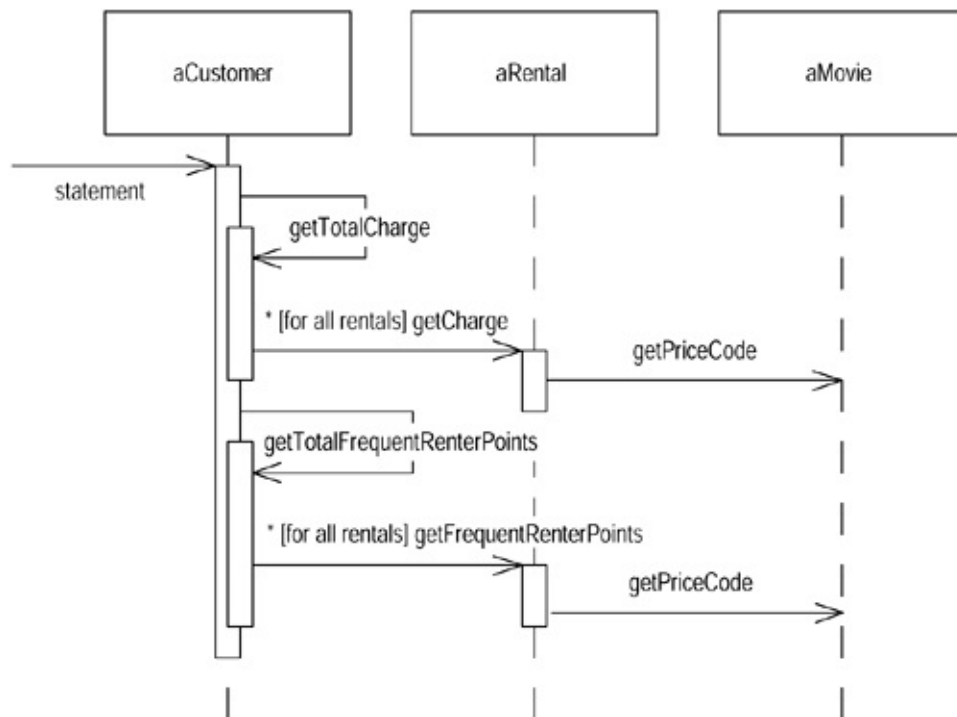 aCustomer
aRental
aMovie
statement
getTotalCharge
* [for all rentals] getCharge
getPriceCode
getTotalFrequentRenterPoints
* [for all rentals] getFrequentRenterPoints
getPriceCode